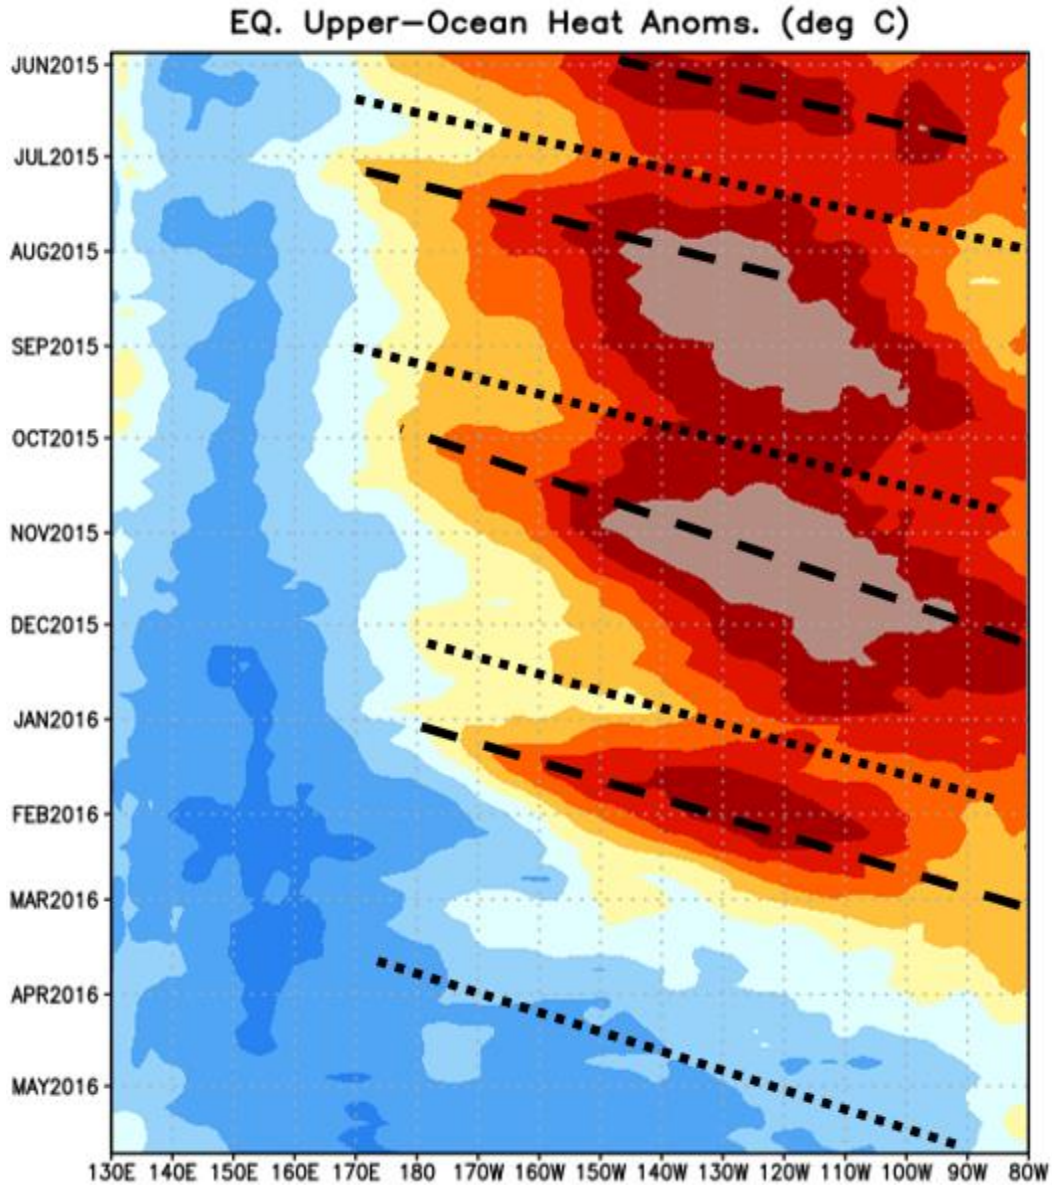 EQ. Upper-Ocean Heat Anoms. (deg C)
JUN2015
JUL2015
AUG2015
SEP2015
OCT2015
NOV2015
DEC2015
JAN2016
FEB2016
MAR2016
APR2016
MAY2016
130E 140E 150E 160E 170E 180 170W 160W 150W 140W 130W 120W 110W 100W 90W 80W